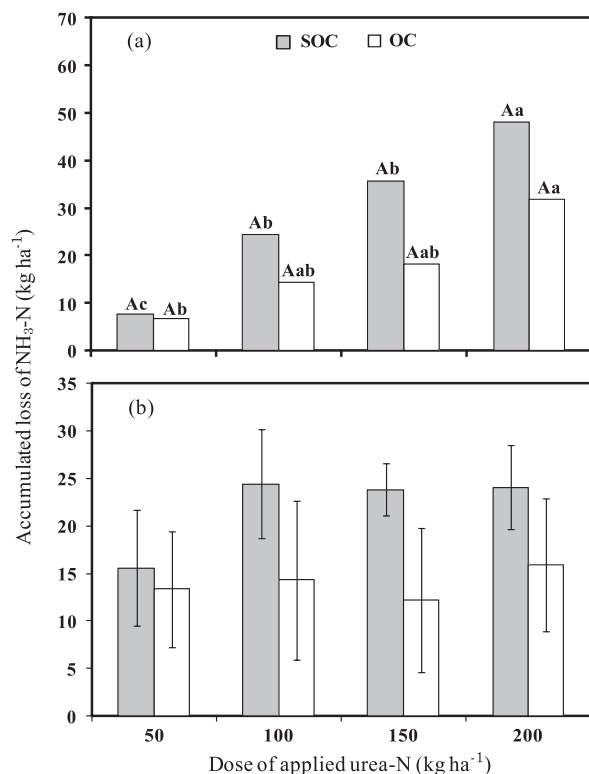 70
(a)
SOC
OC
60
50
40
30
20
10
0
Ac
Ab
Ab
Aab
Ab
Aab
Aa
Aa
Accumulated loss of NH₃-N (kg ha⁻¹)
35
(b)
30
25
20
15
10
5
0
50
100
150
200
Dose of applied urea-N (kg ha⁻¹)